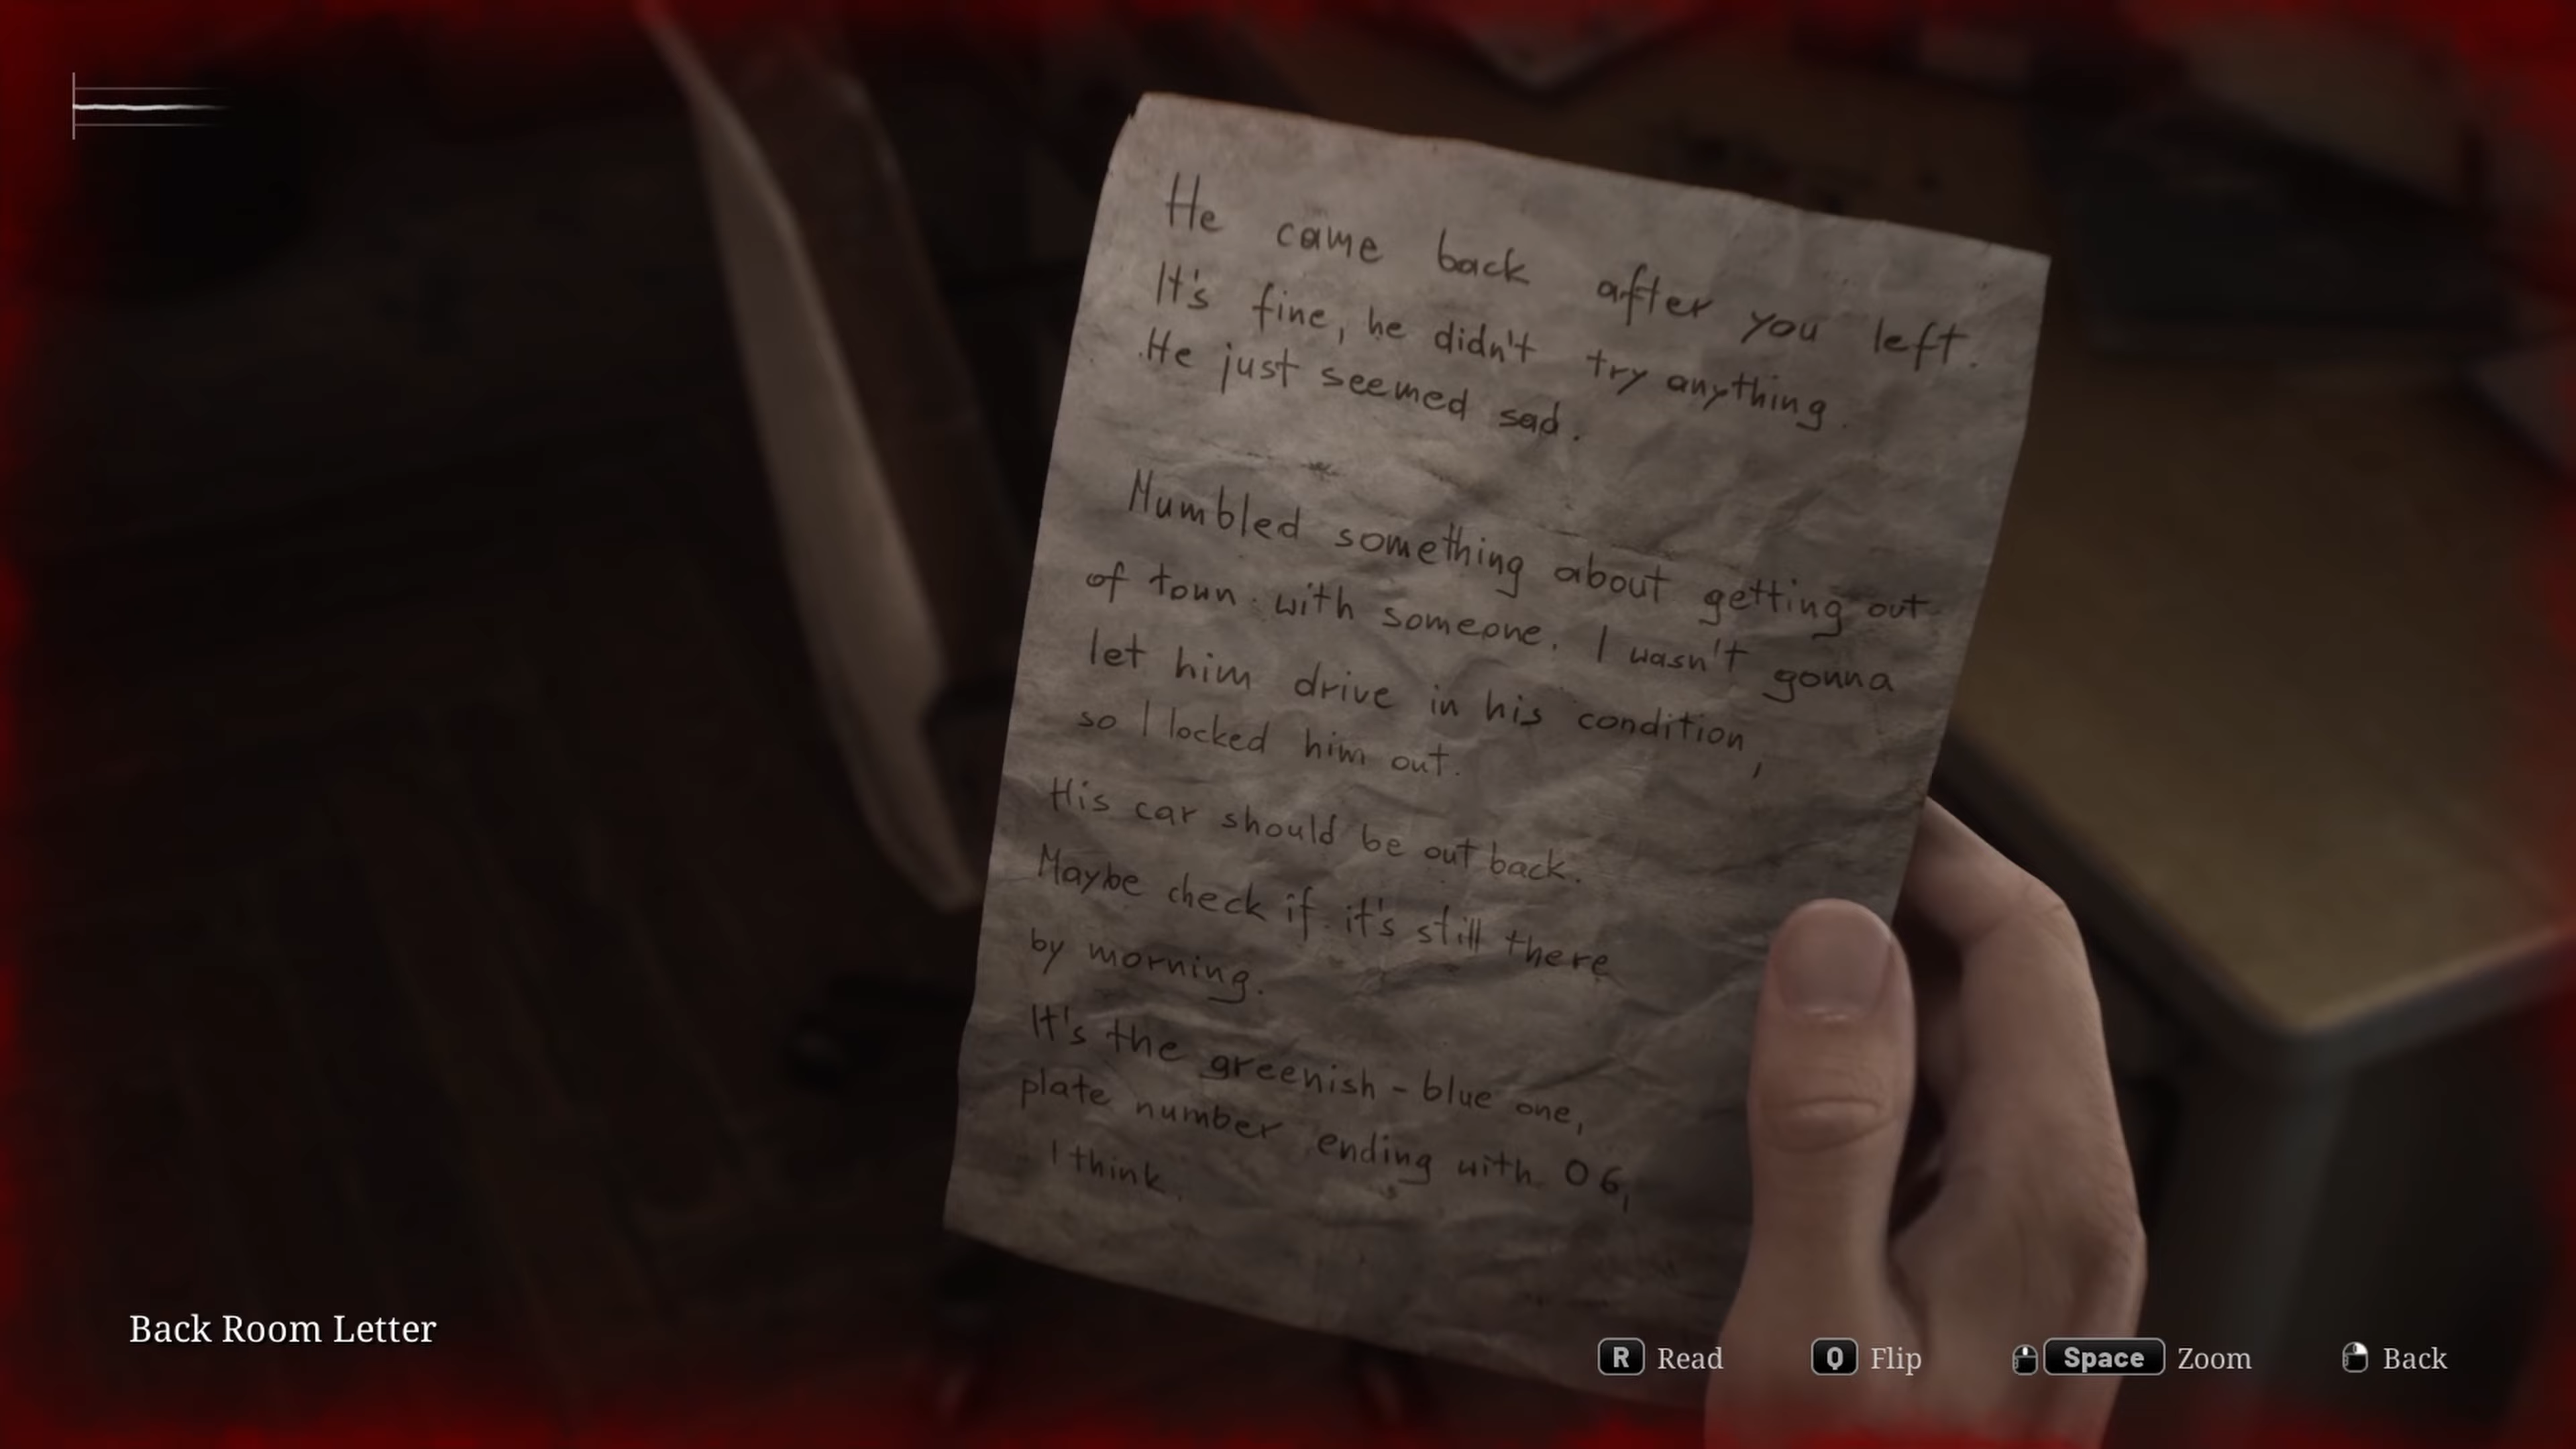 He came back after you left.
It's fine, he didn't try anything.
He just seemed sad.
Mumbled something about getting out
of town with someone. I wasn't gonna
let him drive in his condition,
so I locked him out.
His car should be out back.
Maybe check if it's still there
by morning.
It's the greenish-blue one,
plate number ending with 06,
I think.
Back Room Letter
R Read Q Flip Space Zoom Back